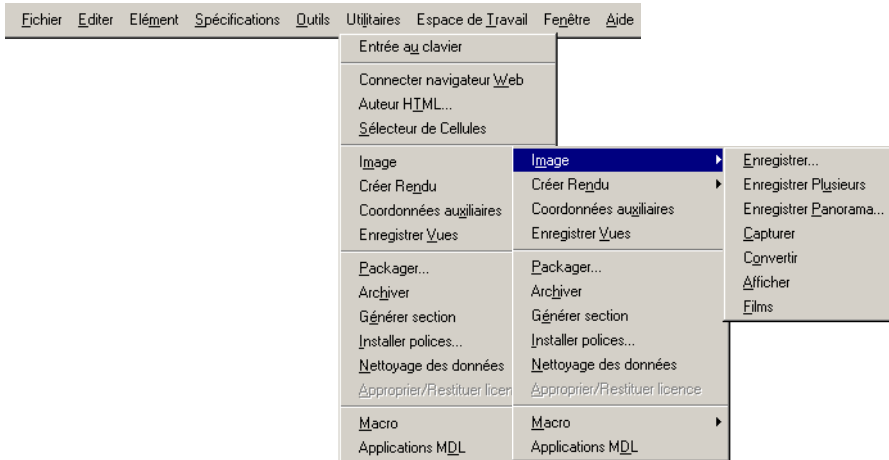 Fichier Editer Elément Spécifications Outils Utilitaires Espace de Travail Fenêtre Aide
Entrée au clavier
Connecter navigateur Web
Auteur HTML...
Sélecteur de Cellules
Image
Créer Rendu
Coordonnées auxiliaires
Enregistrer Vues
Packager...
Archiver
Générer section
Installer polices...
Nettoyage des données
Approprier/Restituer licen
Macro
Applications MDL
Image
Créer Rendu
Coordonnées auxiliaires
Enregistrer Vues
Packager...
Archiver
Générer section
Installer polices...
Nettoyage des données
Approprier/Restituer licence
Macro
Applications MDL
Enregistrer...
Enregistrer Plusieurs
Enregistrer Panorama...
Capturer
Convertir
Afficher
Films